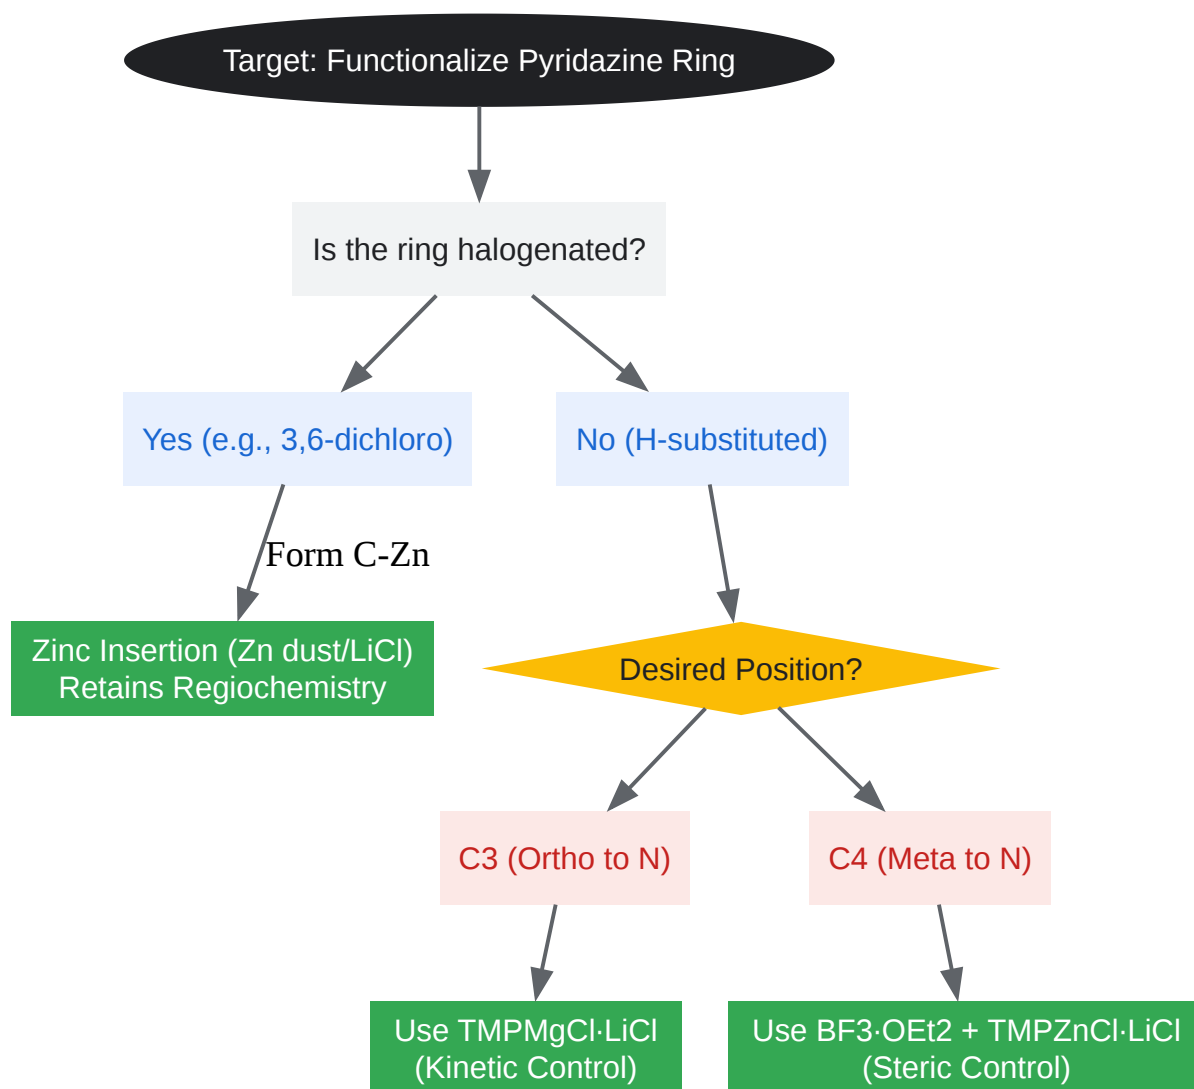 Target: Functionalize Pyridazine Ring
Is the ring halogenated?
Yes (e.g., 3,6-dichloro)
No (H-substituted)
Form C-Zn
Zinc Insertion (Zn dust/LiCl)
Retains Regiochemistry
Desired Position?
C3 (Ortho to N)
C4 (Meta to N)
Use TMPMgCl·LiCl
(Kinetic Control)
Use BF3·OEt2 + TMPZnCl·LiCl
(Steric Control)